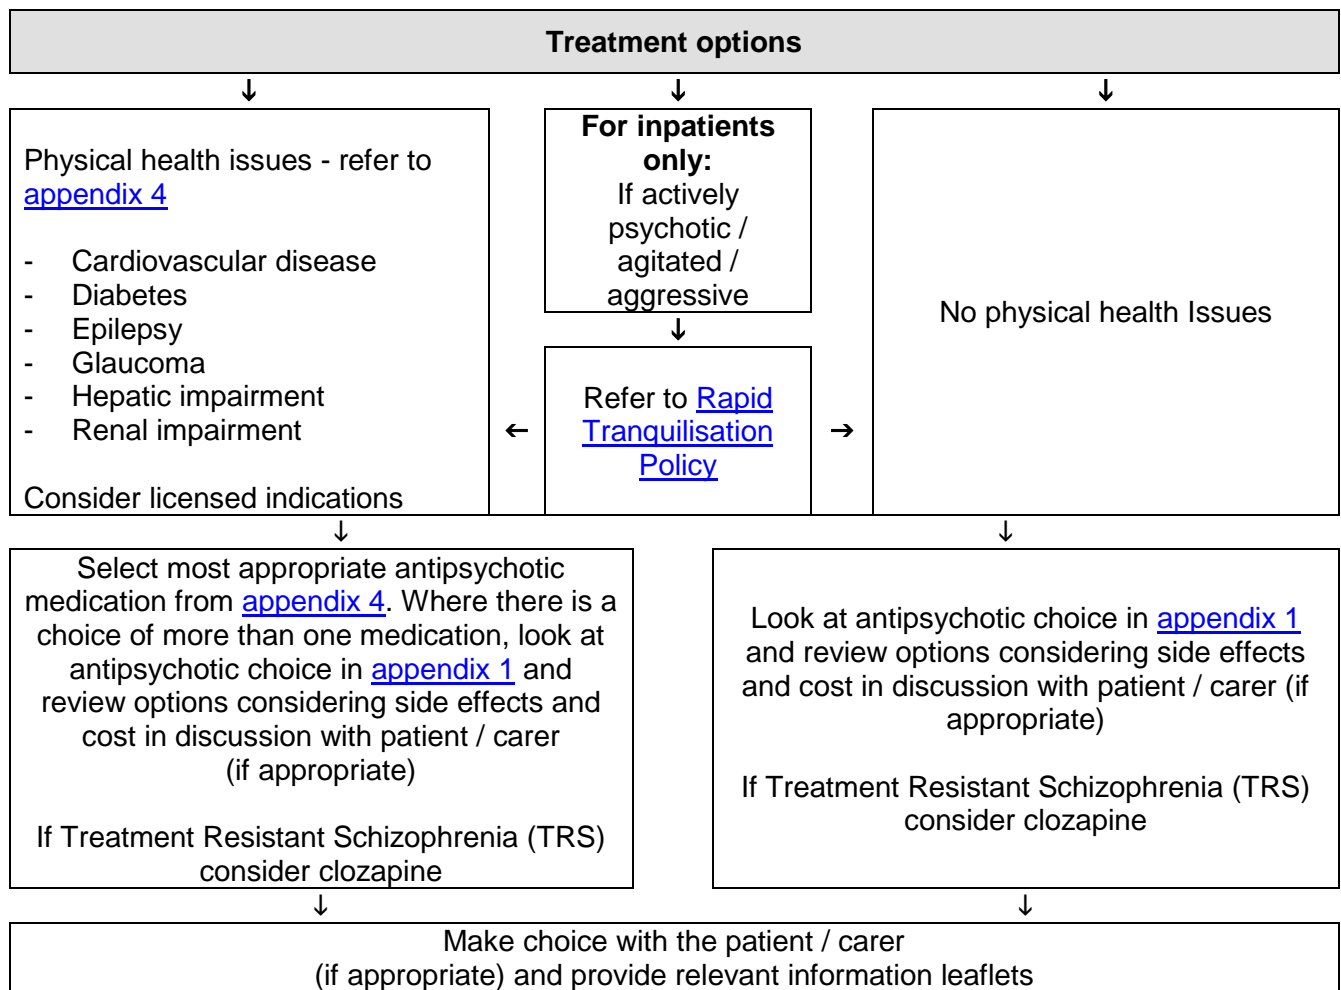 Treatment options
↓ ↓ ↓
Physical health issues - refer to
appendix 4
- Cardiovascular disease
- Diabetes
- Epilepsy
- Glaucoma
- Hepatic impairment
- Renal impairment
Consider licensed indications
For inpatients
only:
If actively
psychotic /
agitated /
aggressive
↓
← Refer to Rapid →
Tranquilisation
Policy
No physical health Issues
↓ ↓
Select most appropriate antipsychotic
medication from appendix 4. Where there is a
choice of more than one medication, look at
antipsychotic choice in appendix 1 and
review options considering side effects and
cost in discussion with patient / carer
(if appropriate)
If Treatment Resistant Schizophrenia (TRS)
consider clozapine
Look at antipsychotic choice in appendix 1
and review options considering side effects
and cost in discussion with patient / carer (if
appropriate)
If Treatment Resistant Schizophrenia (TRS)
consider clozapine
↓ ↓
Make choice with the patient / carer
(if appropriate) and provide relevant information leaflets